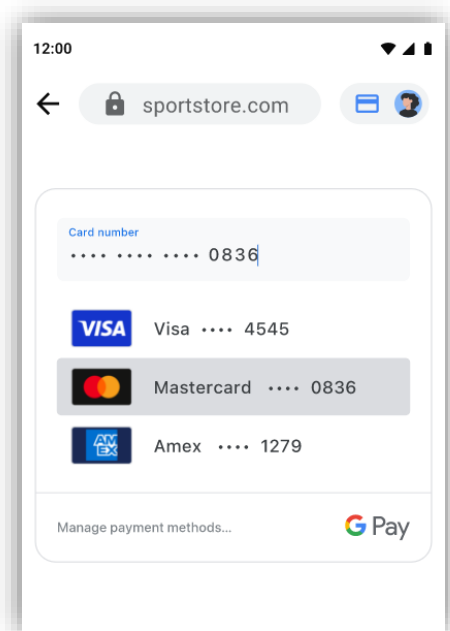 12:00
sportstore.com
Card number
•••• •••• •••• 0836
VISA Visa •••• 4545
Mastercard •••• 0836
AMEX Amex •••• 1279
Manage payment methods...
G Pay